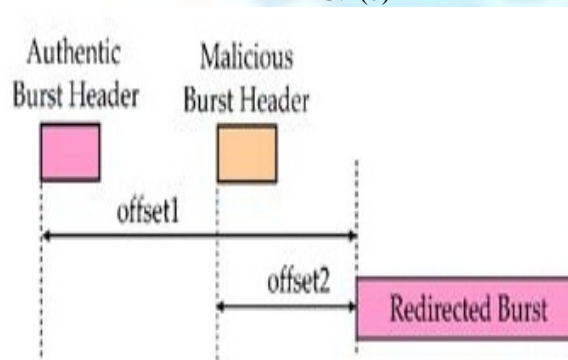 Authentic
Burst Header
Malicious
Burst Header
offset1
offset2
Redirected Burst